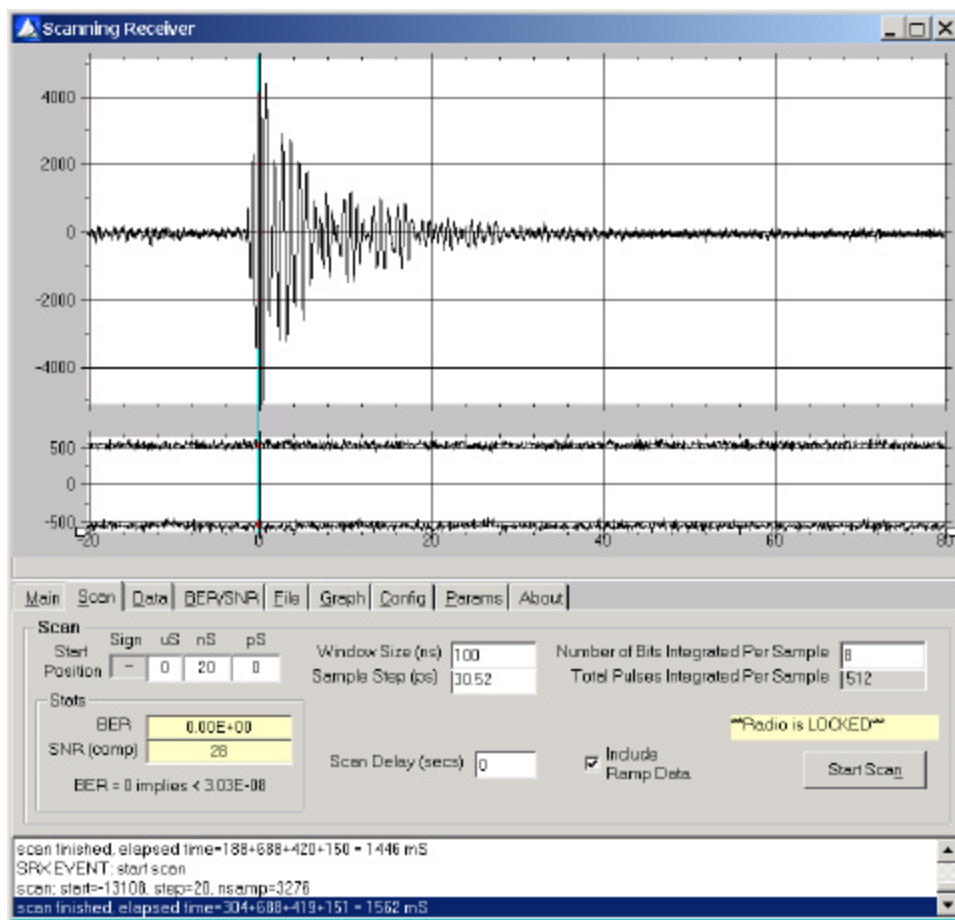 Scanning Receiver
4000
2000
0
-2000
-4000
500
0
-500
-20 0 20 40 60 80
Main Scan Data BER/SNR File Graph Config Params About
Scan
Sign uS nS pS
Start Position - 0 20 0
Window Size (ns) 100
Sample Step (ps) 30.52
Number of Bits Integrated Per Sample 8
Total Pulses Integrated Per Sample 512
Stats
BER 0.00E+00
SNR (comp) 28
BER = 0 implies < 3.03E-08
Scan Delay (secs) 0
Include Ramp Data
**Radio is LOCKED**
Start Scan
scan finished, elapsed time=188+688+420+150 = 1446 mS
SRX EVENT: start scan
scan: start=-13108, step=20, nsamp=3276
scan finished, elapsed time=304+688+419+151 = 1562 mS